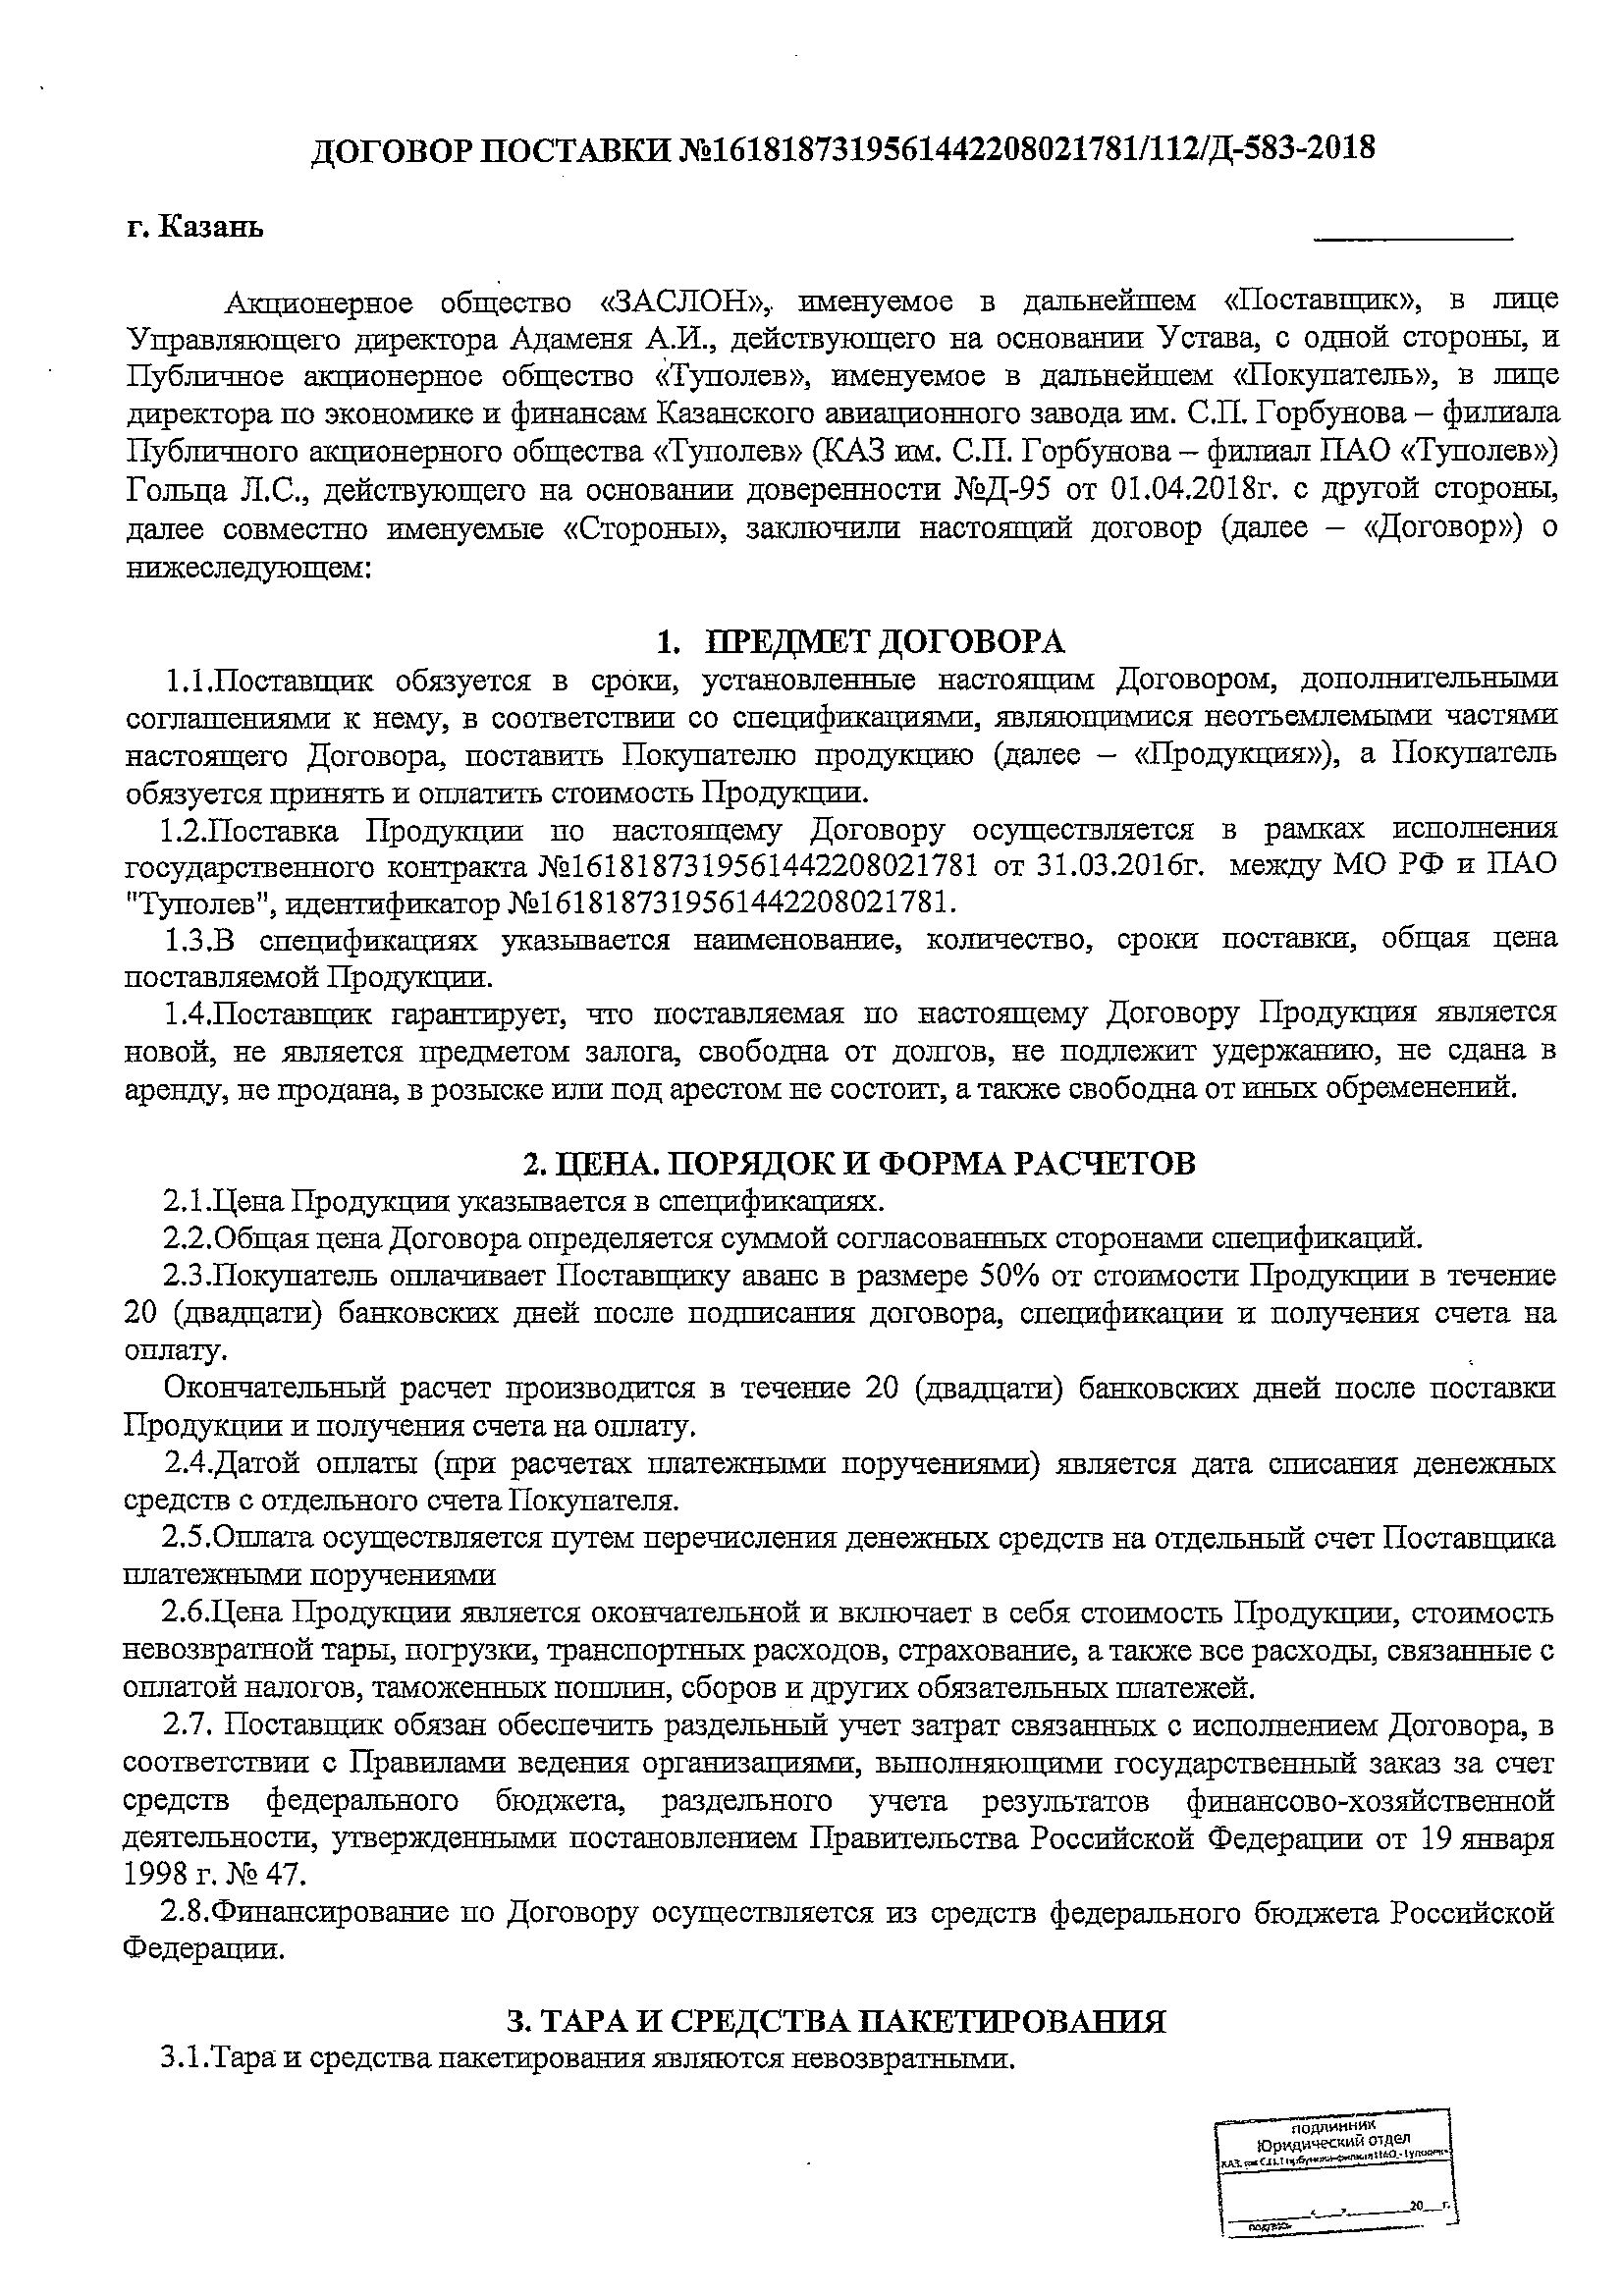 ДОГОВОР ПОСТАВКИ №1618187319561442208021781/112/Д-583-2018
г. Казань
Акционерное общество «ЗАСЛОН», именуемое в дальнейшем «Поставщик», в лице
Управляющего директора Адаменя А.И., действующего на основании Устава, с одной стороны, и
Публичное акционерное общество «Туполев», именуемое в дальнейшем «Покупатель», в лице
директора по экономике и финансам Казанского авиационного завода им. С.П. Горбунова – филиала
Публичного акционерного общества «Туполев» (КАЗ им. С.П. Горбунова – филиал ПАО «Туполев»)
Гольца Л.С., действующего на основании доверенности №Д-95 от 01.04.2018г. с другой стороны,
далее совместно именуемые «Стороны», заключили настоящий договор (далее – «Договор») о
нижеследующем:
1. ПРЕДМЕТ ДОГОВОРА
1.1.Поставщик обязуется в сроки, установленные настоящим Договором, дополнительными
соглашениями к нему, в соответствии со спецификациями, являющимися неотъемлемыми частями
настоящего Договора, поставить Покупателю продукцию (далее – «Продукция»), а Покупатель
обязуется принять и оплатить стоимость Продукции.
1.2.Поставка Продукции по настоящему Договору осуществляется в рамках исполнения
государственного контракта №1618187319561442208021781 от 31.03.2016г. между МО РФ и ПАО
"Туполев", идентификатор №1618187319561442208021781.
1.3.В спецификациях указывается наименование, количество, сроки поставки, общая цена
поставляемой Продукции.
1.4.Поставщик гарантирует, что поставляемая по настоящему Договору Продукция является
новой, не является предметом залога, свободна от долгов, не подлежит удержанию, не сдана в
аренду, не продана, в розыске или под арестом не состоит, а также свободна от иных обременений.
2. ЦЕНА. ПОРЯДОК И ФОРМА РАСЧЕТОВ
2.1.Цена Продукции указывается в спецификациях.
2.2.Общая цена Договора определяется суммой согласованных сторонами спецификаций.
2.3.Покупатель оплачивает Поставщику аванс в размере 50% от стоимости Продукции в течение
20 (двадцати) банковских дней после подписания договора, спецификации и получения счета на
оплату.
Окончательный расчет производится в течение 20 (двадцати) банковских дней после поставки
Продукции и получения счета на оплату.
2.4.Датой оплаты (при расчетах платежными поручениями) является дата списания денежных
средств с отдельного счета Покупателя.
2.5.Оплата осуществляется путем перечисления денежных средств на отдельный счет Поставщика
платежными поручениями
2.6.Цена Продукции является окончательной и включает в себя стоимость Продукции, стоимость
невозвратной тары, погрузки, транспортных расходов, страхование, а также все расходы, связанные с
оплатой налогов, таможенных пошлин, сборов и других обязательных платежей.
2.7. Поставщик обязан обеспечить раздельный учет затрат связанных с исполнением Договора, в
соответствии с Правилами ведения организациями, выполняющими государственный заказ за счет
средств федерального бюджета, раздельного учета результатов финансово-хозяйственной
деятельности, утвержденными постановлением Правительства Российской Федерации от 19 января
1998 г. № 47.
2.8.Финансирование по Договору осуществляется из средств федерального бюджета Российской
Федерации.
3. ТАРА И СРЕДСТВА ПАКЕТИРОВАНИЯ
3.1.Тара и средства пакетирования являются невозвратными.
ПОДЛИННИК
Юридический отдел
КАЗ им С.П. Горбунова-филиал ПАО «Туполев»
«___»________20__г.
подпись